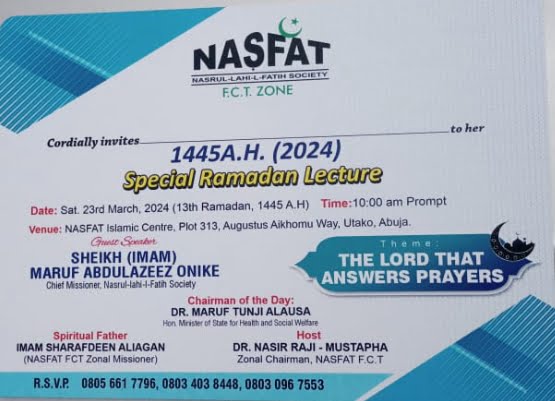 NAṢFAT
NASRUL-LAHI-L-FATIH SOCIETY
F.C.T. ZONE
Cordially invites to her
1445A.H. (2024)
Special Ramadan Lecture
Date: Sat. 23rd March, 2024 (13th Ramadan, 1445 A.H) Time:10:00 am Prompt
Venue: NASFAT Islamic Centre, Plot 313, Augustus Aikhomu Way, Utako, Abuja.
Guest Speaker
SHEIKH (IMAM)
MARUF ABDULAZEEZ ONIKE
Chief Missioner, Nasrul-lahi-l-Fatih Society
Theme:
THE LORD THAT
ANSWERS PRAYERS
Chairman of the Day:
DR. MARUF TUNJI ALAUSA
Hon. Minister of State for Health and Social Welfare
Spiritual Father
IMAM SHARAFDEEN ALIAGAN
(NASFAT FCT Zonal Missioner)
Host
DR. NASIR RAJI - MUSTAPHA
Zonal Chairman, NASFAT F.C.T
R.S.V.P. 0805 661 7796, 0803 403 8448, 0803 096 7553